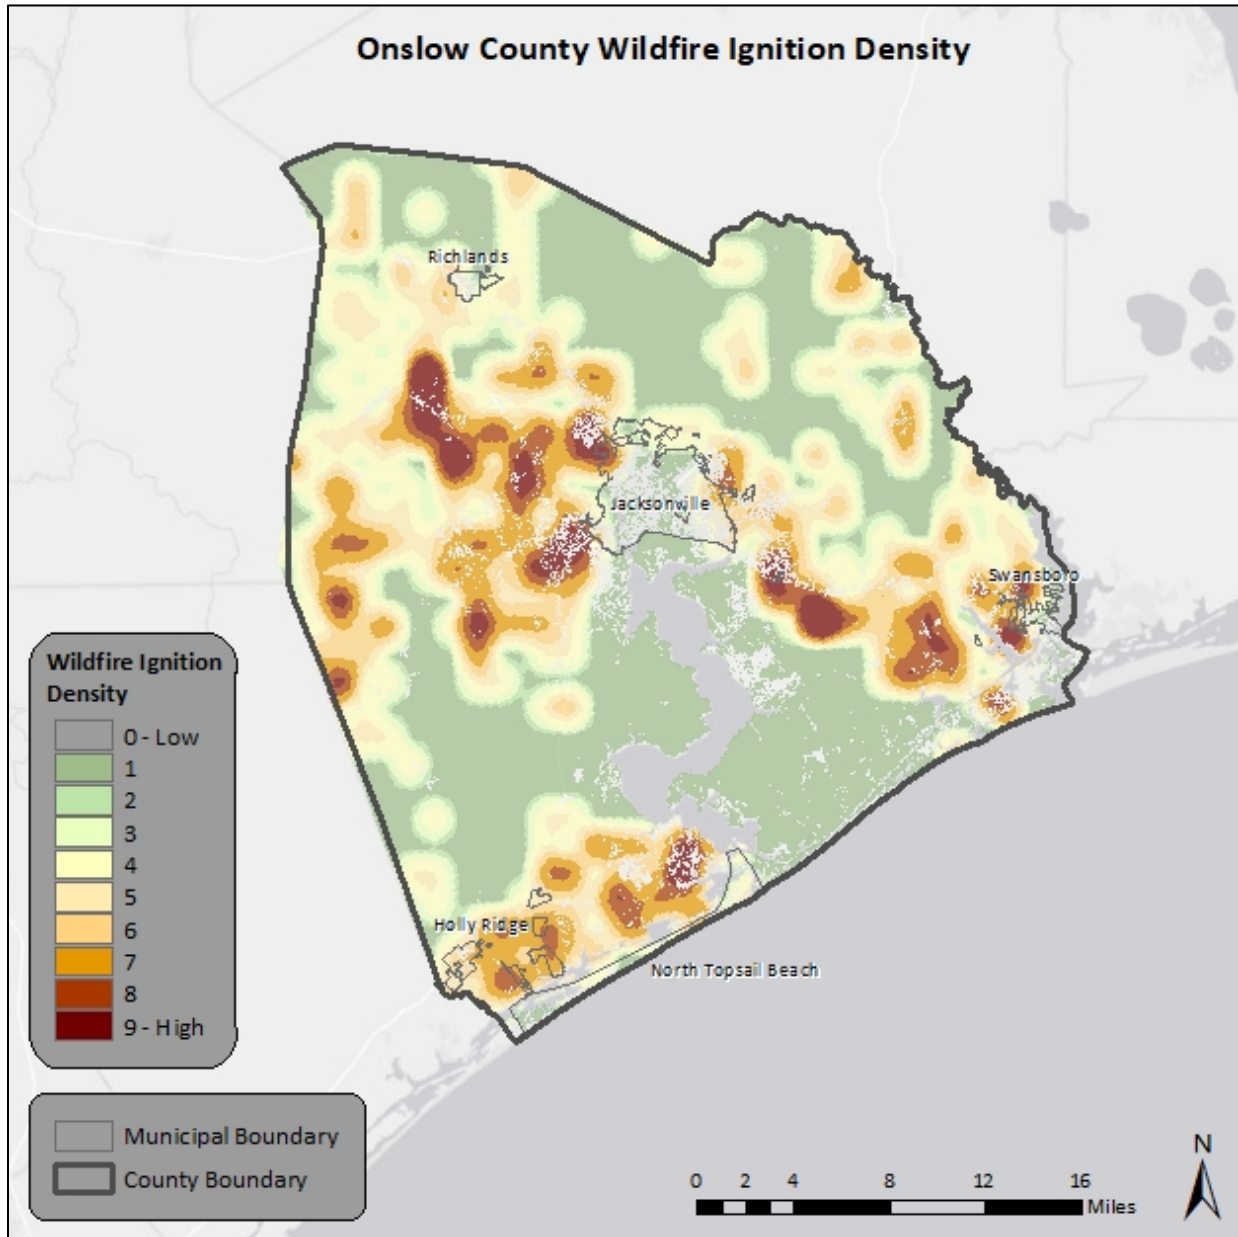 Onslow County Wildfire Ignition Density
Richlands
Jacksonville
Swansboro
Holly Ridge
North Topsail Beach
Wildfire Ignition
Density
0 - Low
1
2
3
4
5
6
7
8
9 - High
Municipal Boundary
County Boundary
0 2 4 8 12 16
Miles
N